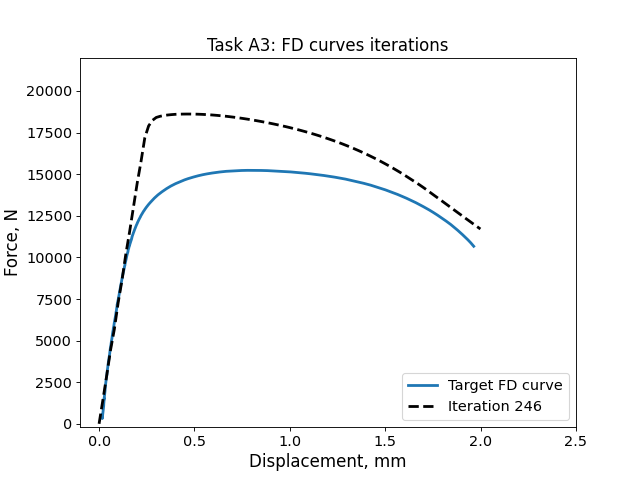 Task A3: FD curves iterations
20000
17500
15000
12500
10000
7500
5000
2500
0
Force, N
Target FD curve
Iteration 246
0.0 0.5 1.0 1.5 2.0 2.5
Displacement, mm